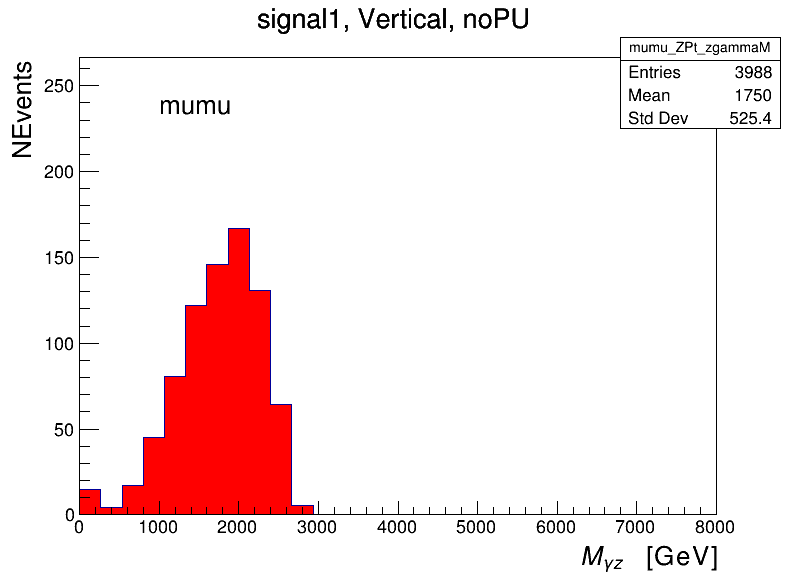 signal1, Vertical, noPU
mumu_ZPt_zgammaM
Entries 3988
Mean 1750
Std Dev 525.4
NEvents
mumu
250
200
150
100
50
0
0 1000 2000 3000 4000 5000 6000 7000 8000
Mγz [GeV]